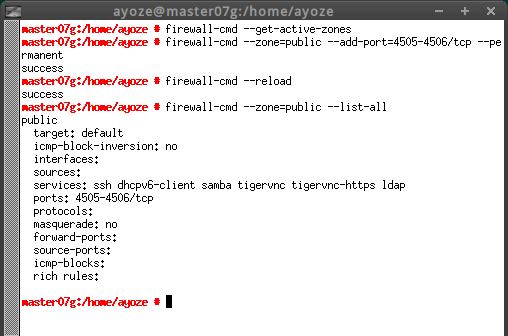 ayoze@master07g:/home/ayoze
master07g:/home/ayoze # firewall-cmd --get-active-zones
master07g:/home/ayoze # firewall-cmd --zone=public --add-port=4505-4506/tcp --pe
rmanent
success
master07g:/home/ayoze # firewall-cmd --reload
success
master07g:/home/ayoze # firewall-cmd --zone=public --list-all
public
  target: default
  icmp-block-inversion: no
  interfaces:
  sources:
  services: ssh dhcpv6-client samba tigervnc tigervnc-https ldap
  ports: 4505-4506/tcp
  protocols:
  masquerade: no
  forward-ports:
  source-ports:
  icmp-blocks:
  rich rules:
master07g:/home/ayoze #